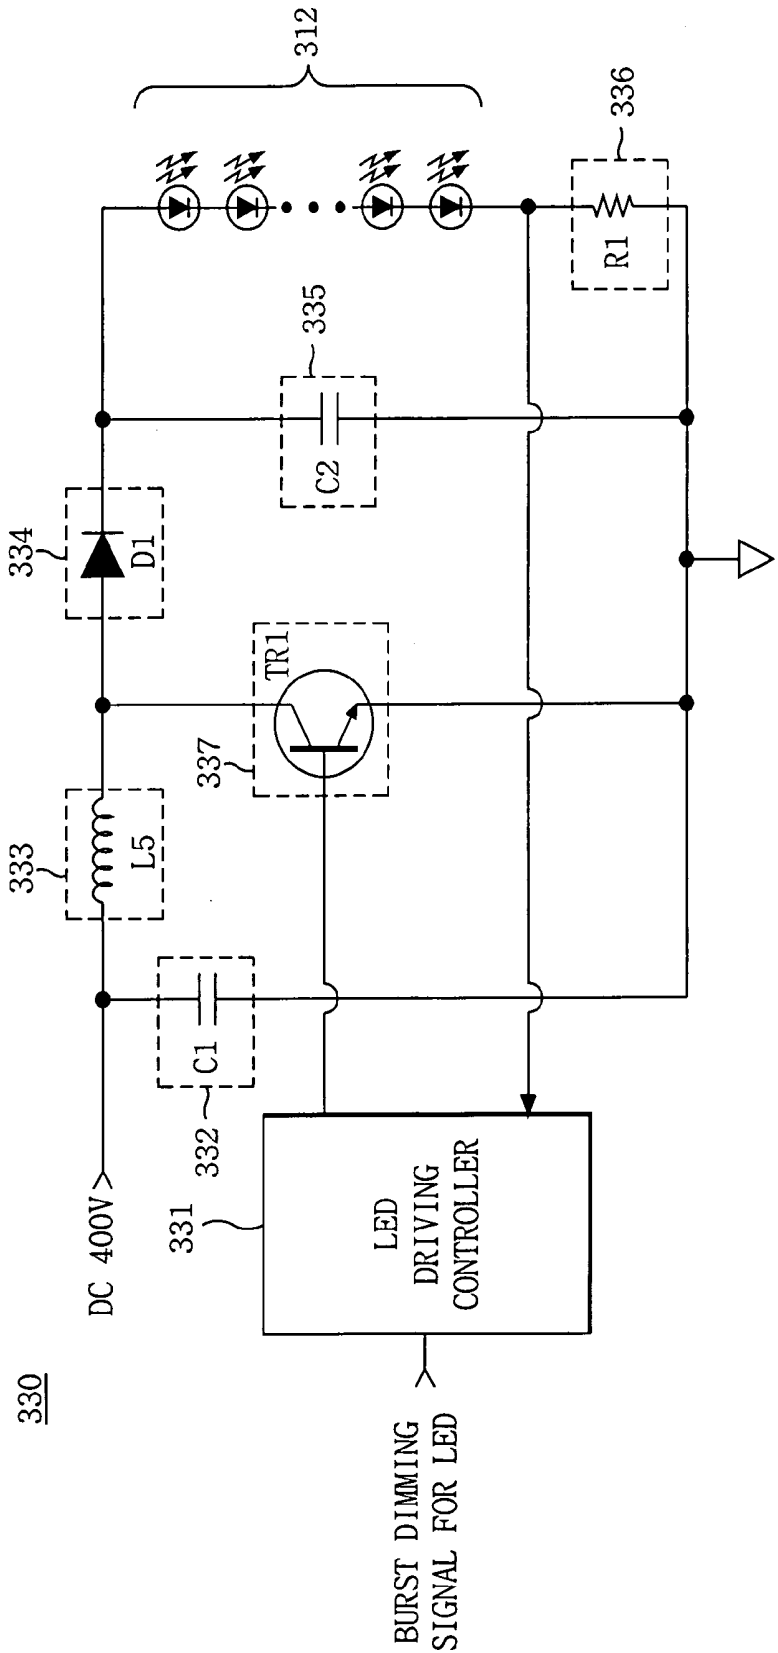 330
DC 400V
333
L5
334
D1
312
332
C1
337
TR1
335
C2
336
R1
331
LED
DRIVING
CONTROLLER
BURST DIMMING
SIGNAL FOR LED